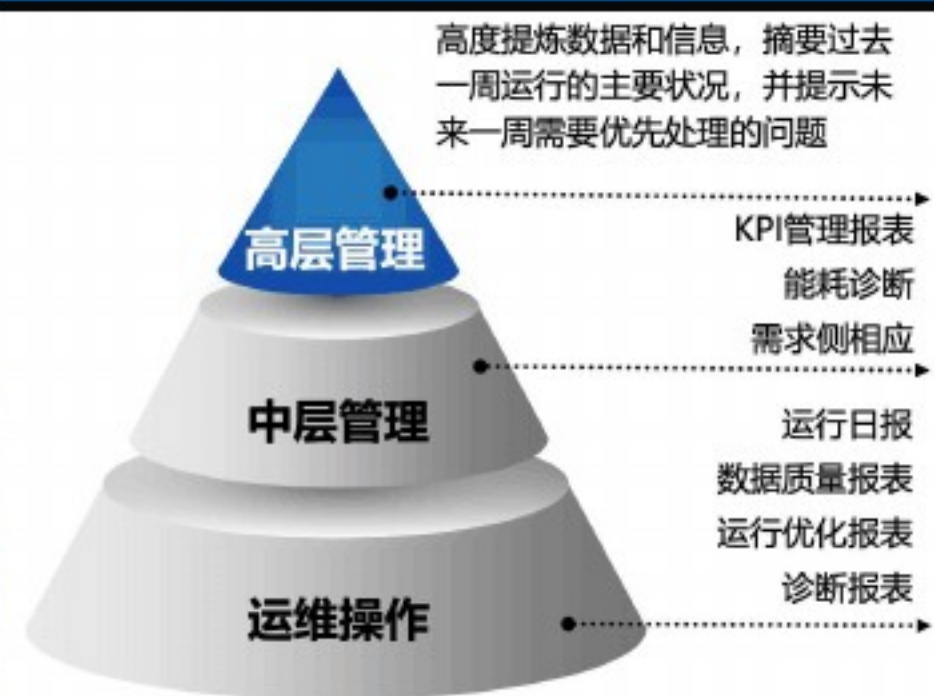 高度提炼数据和信息，摘要过去
一周运行的主要状况，并提示未
来一周需要优先处理的问题
高层管理
KPI管理报表
能耗诊断
需求侧相应
中层管理
运行日报
数据质量报表
运行优化报表
诊断报表
运维操作